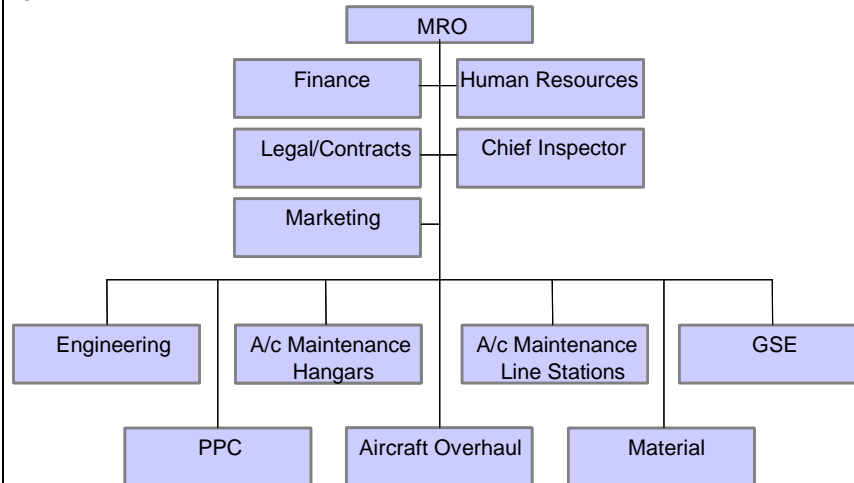 MRO
Finance
Human Resources
Legal/Contracts
Chief Inspector
Marketing
Engineering
A/c Maintenance
Hangars
A/c Maintenance
Line Stations
GSE
PPC
Aircraft Overhaul
Material